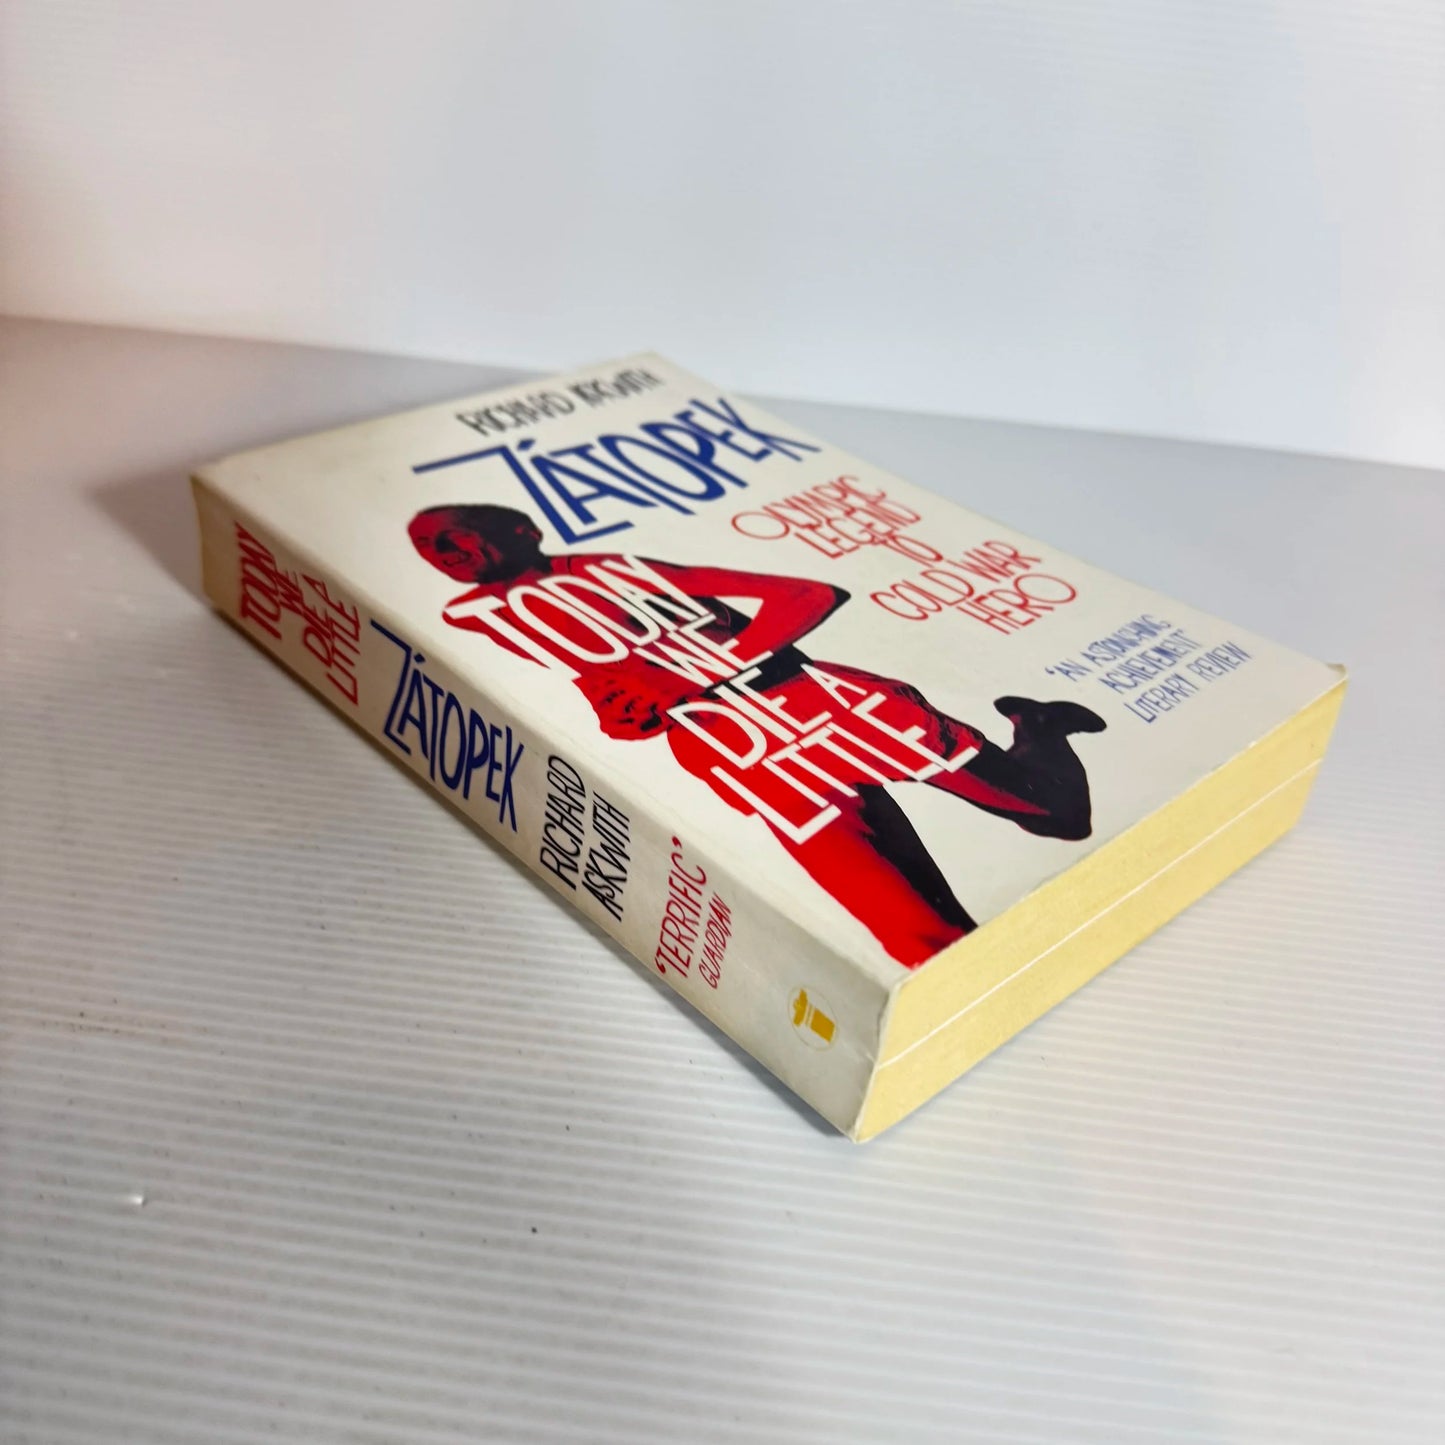 RICHARD ASKWITH
ZÁTOPEK
TODAY
WE
DIE A
LITTLE
OLYMPIC
LEGEND
TO
COLD WAR
HERO
'AN ASTONISHING
ACHIEVEMENT'
LITERARY REVIEW
TODAY
WE
DIE A
LITTLE
ZÁTOPEK
RICHARD
ASKWITH
'TERRIFIC'
GUARDIAN